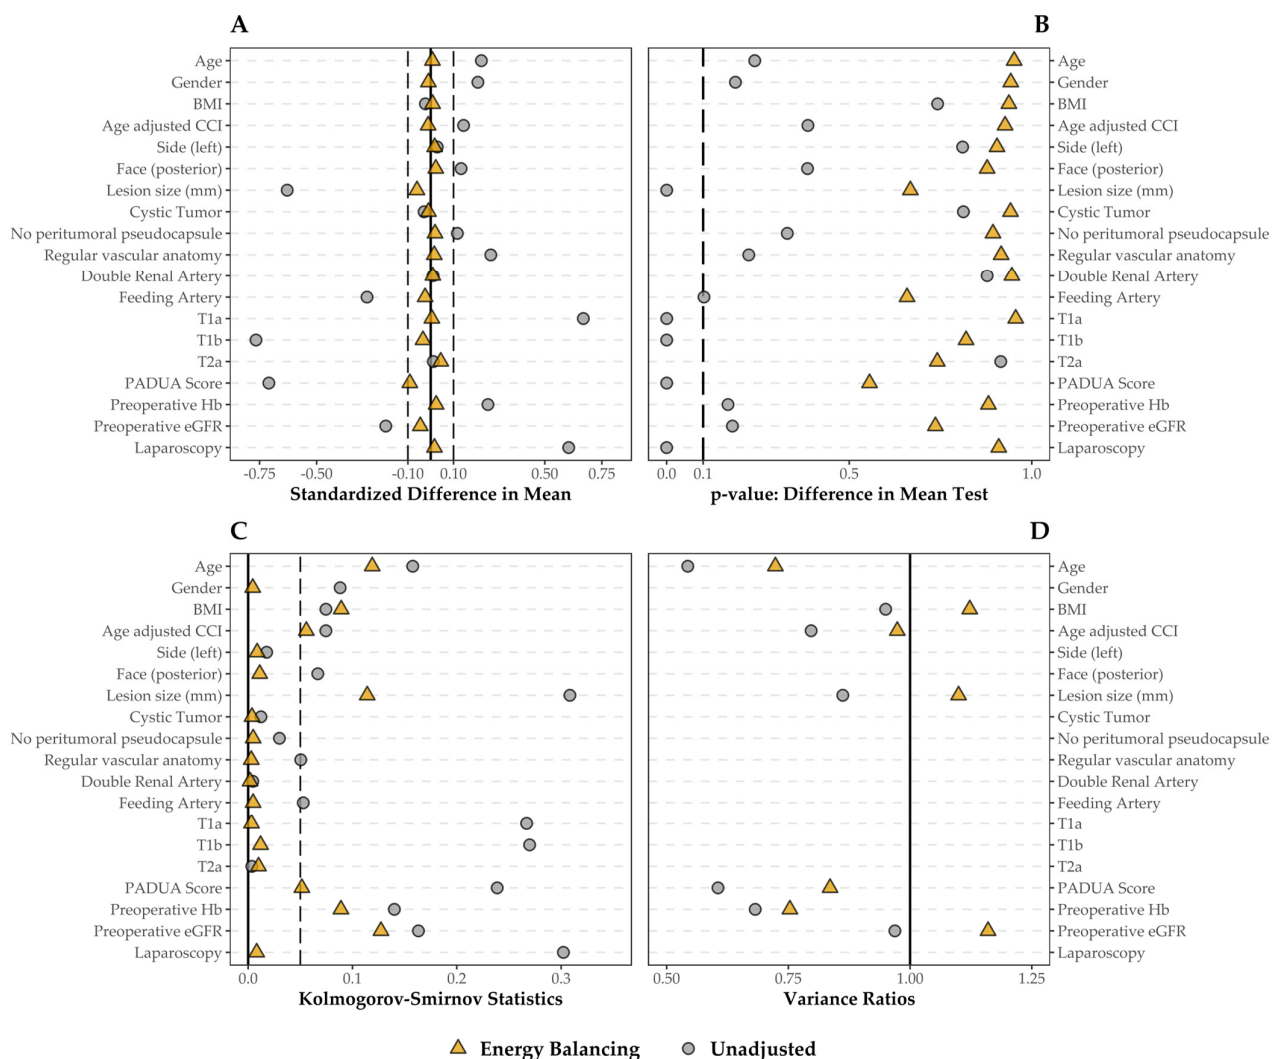 A
B
Age
Gender
BMI
Age adjusted CCI
Side (left)
Face (posterior)
Lesion size (mm)
Cystic Tumor
No peritumoral pseudocapsule
Regular vascular anatomy
Double Renal Artery
Feeding Artery
T1a
T1b
T2a
PADUA Score
Preoperative Hb
Preoperative eGFR
Laparoscopy
-0.75 -0.50 -0.10 0.10 0.50 0.75
Standardized Difference in Mean
Age
Gender
BMI
Age adjusted CCI
Side (left)
Face (posterior)
Lesion size (mm)
Cystic Tumor
No peritumoral pseudocapsule
Regular vascular anatomy
Double Renal Artery
Feeding Artery
T1a
T1b
T2a
PADUA Score
Preoperative Hb
Preoperative eGFR
Laparoscopy
0.0 0.1 0.5 1.0
p-value: Difference in Mean Test
C
D
Age
Gender
BMI
Age adjusted CCI
Side (left)
Face (posterior)
Lesion size (mm)
Cystic Tumor
No peritumoral pseudocapsule
Regular vascular anatomy
Double Renal Artery
Feeding Artery
T1a
T1b
T2a
PADUA Score
Preoperative Hb
Preoperative eGFR
Laparoscopy
0.0 0.1 0.2 0.3
Kolmogorov-Smirnov Statistics
Age
Gender
BMI
Age adjusted CCI
Side (left)
Face (posterior)
Lesion size (mm)
Cystic Tumor
No peritumoral pseudocapsule
Regular vascular anatomy
Double Renal Artery
Feeding Artery
T1a
T1b
T2a
PADUA Score
Preoperative Hb
Preoperative eGFR
Laparoscopy
0.50 0.75 1.00 1.25
Variance Ratios
Energy Balancing Unadjusted